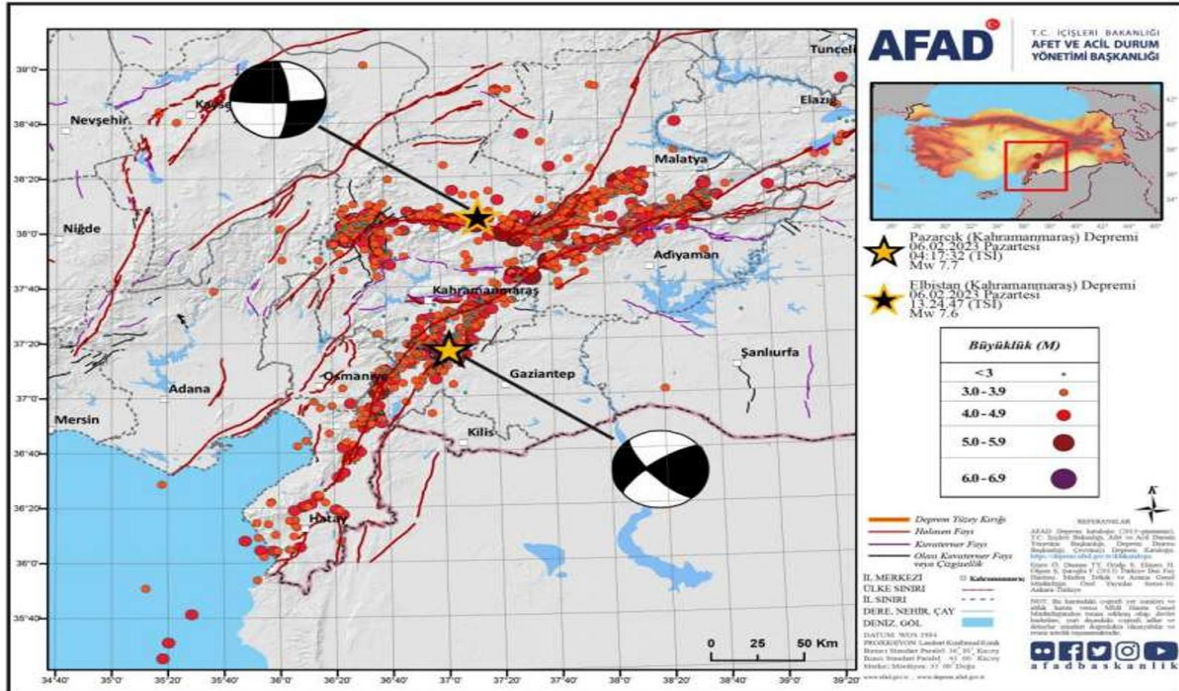 AFAD
T.C. İÇİŞLERİ BAKANLIĞI
AFET VE ACİL DURUM
YÖNETİMİ BAŞKANLIĞI
Tunceli
Elazığ
Nevşehir
Malatya
Niğde
Adıyaman
Kahramanmaraş
Şanlıurfa
Osmaniye
Gaziantep
Adana
Mersin
Kilis
Hatay
38°40'
38°20'
38°0'
37°40'
37°20'
37°0'
36°40'
36°20'
36°0'
35°40'
34°40'
35°0'
35°20'
35°40'
36°0'
36°20'
36°40'
37°0'
37°20'
37°40'
38°0'
38°20'
38°40'
39°0'
39°20'
0 25 50 Km
Pazarcık (Kahramanmaraş) Depremi
06.02.2023 Pazartesi
04:17:32 (TSI)
Mw 7.7
Elbistan (Kahramanmaraş) Depremi
06.02.2023 Pazartesi
13.24.47 (TSI)
Mw 7.6
Büyüklük (M)
<3
3.0 - 3.9
4.0 - 4.9
5.0 - 5.9
6.0 - 6.9
K
Deprem Yüzey Kırığı
Holosen Fayı
Kuvaterner Fayı
Olası Kuvaterner Fayı
veya Çizgisellik
İL MERKEZİ
Kahramanmaraş
ÜLKE SINIRI
İL SINIRI
DERE, NEHİR, ÇAY
DENİZ, GÖL
REFERANSLAR
DATUM WGS 1984
afadbaskanlik